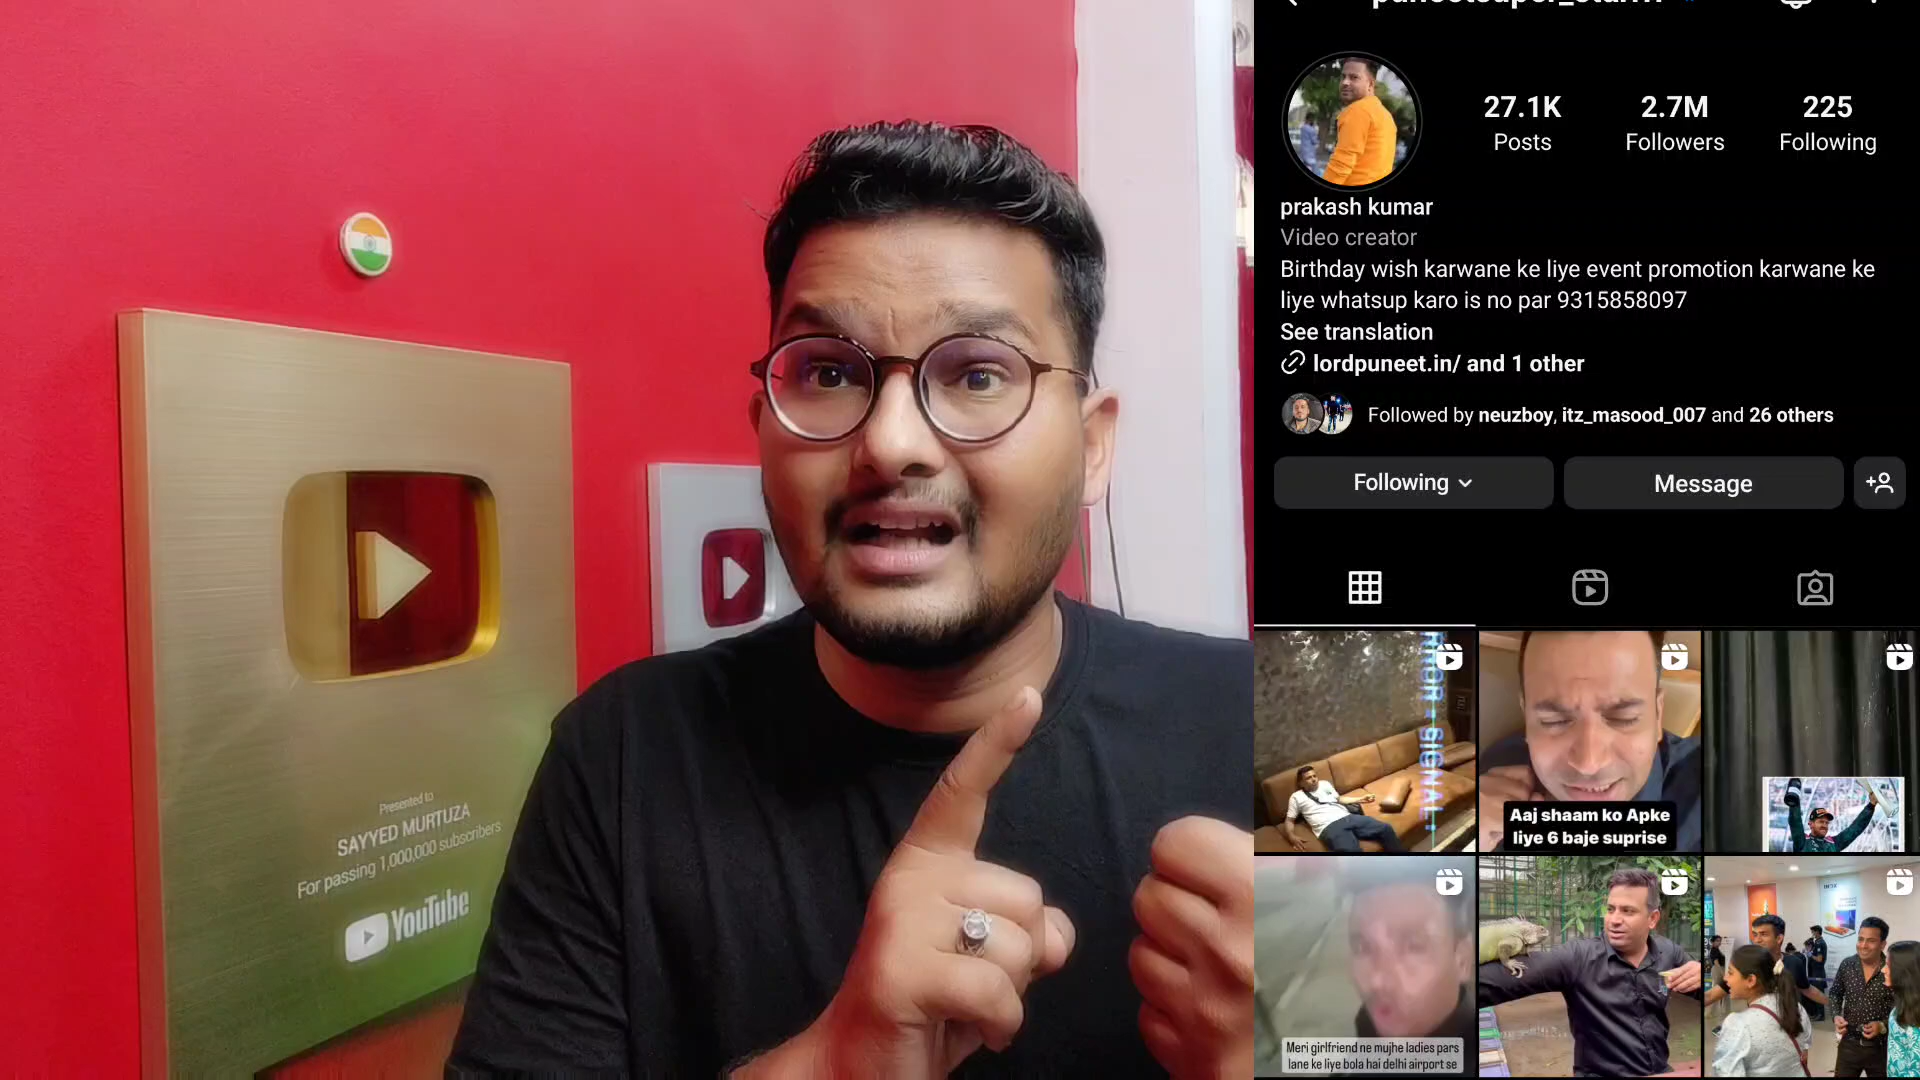 Presented to
SAYYED MURTUZA
For passing 1,000,000 subscribers
YouTube
27.1K
Posts
2.7M
Followers
225
Following
prakash kumar
Video creator
Birthday wish karwane ke liye event promotion karwane ke
liye whatsup karo is no par 9315858097
See translation
lordpuneet.in/ and 1 other
Followed by neuzboy, itz_masood_007 and 26 others
Following
Message
Aaj shaam ko Apke
liye 6 baje suprise
Meri girlfriend ne mujhe ladies pars
lane ke liye bola hai delhi airport se